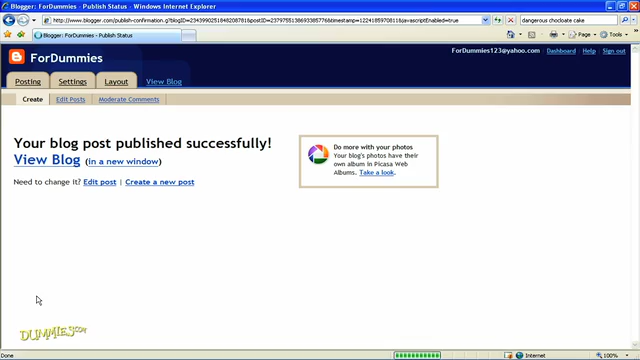 Blogger: ForDummies - Publish Status - Windows Internet Explorer
dangerous chocloate cake
Blogger: ForDummies - Publish Status
Page
Tools
ForDummies
ForDummies123@yahoo.com Dashboard Help Sign out
Posting Settings Layout View Blog
Create Edit Posts Moderate Comments
Your blog post published successfully!
View Blog (in a new window)
Need to change it? Edit post | Create a new post
Do more with your photos
Your blog's photos have their
own album in Picasa Web
Albums. Take a look.
DUMMIES.COM
Done
Internet
100%